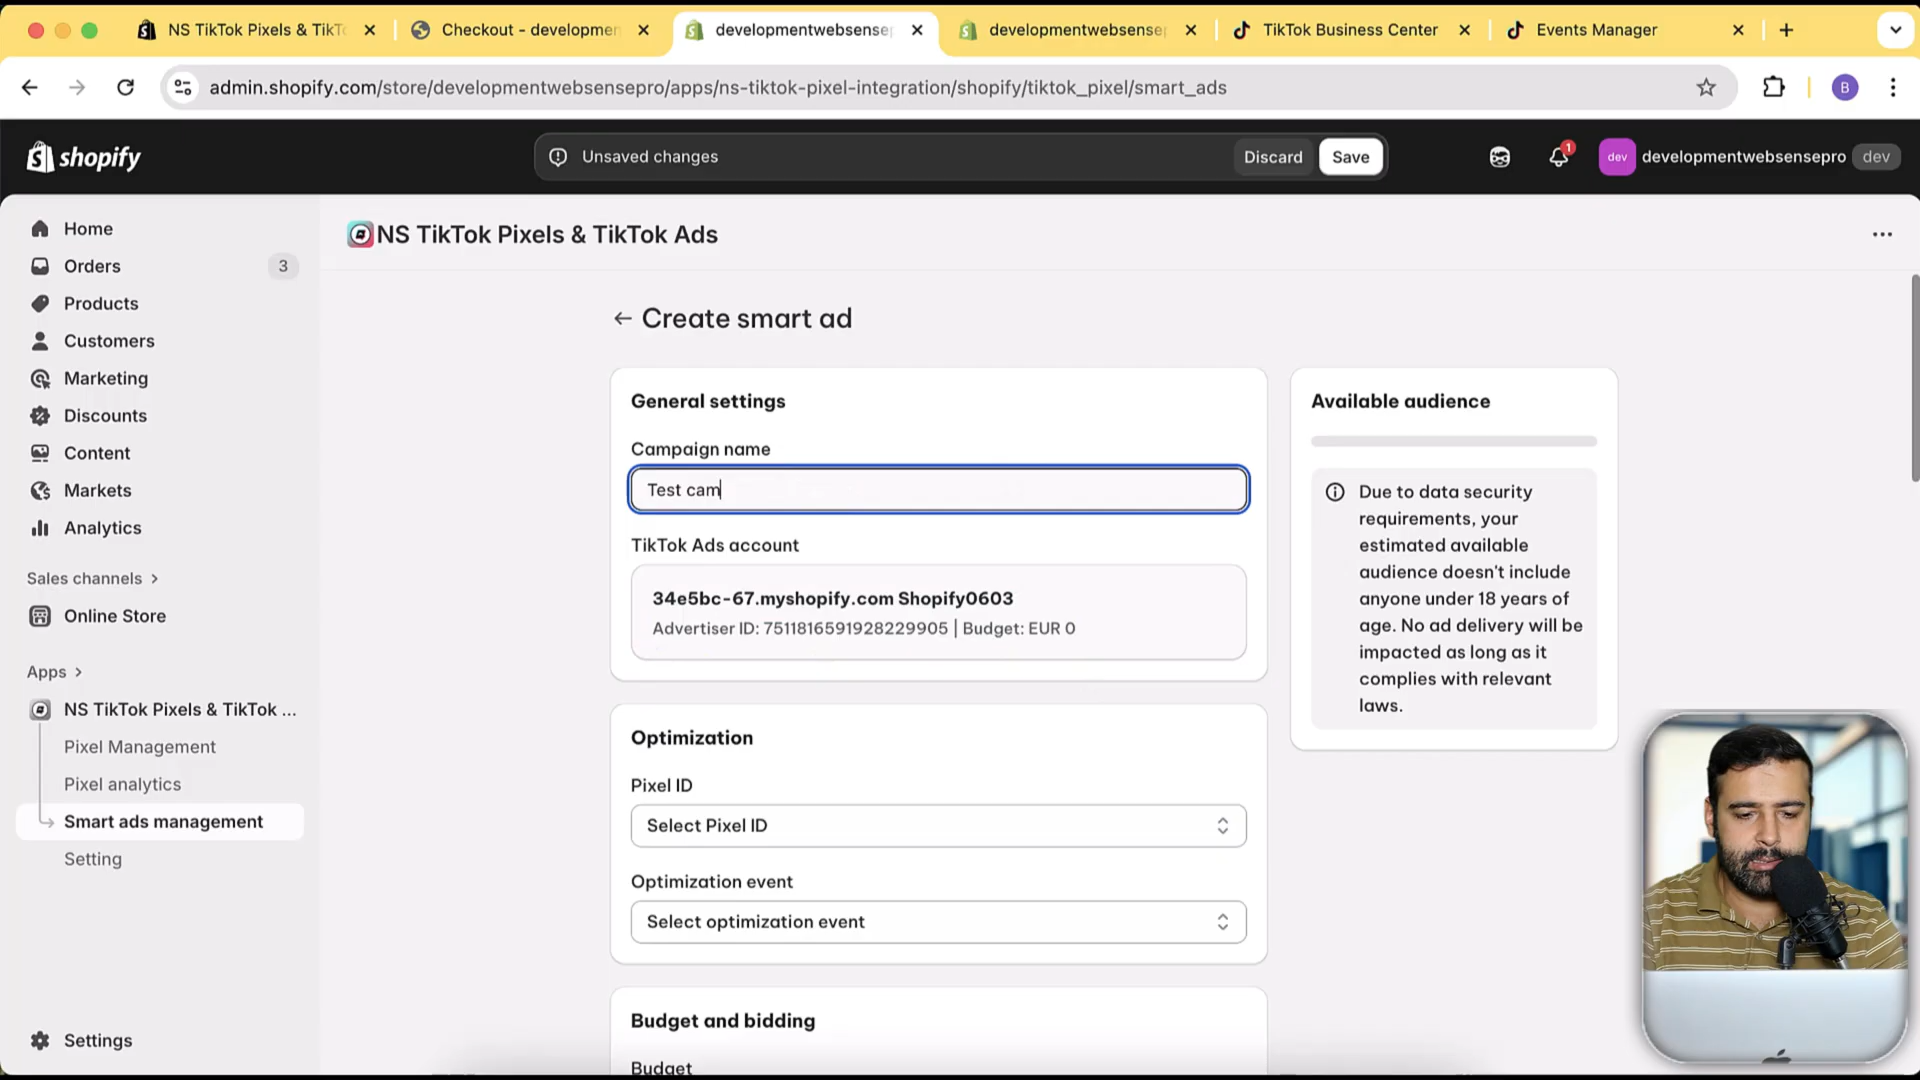 NS TikTok Pixels & TikT
Checkout - developmen
developmentwebsense
developmentwebsense
TikTok Business Center
Events Manager
admin.shopify.com/store/developmentwebsensepro/apps/ns-tiktok-pixel-integration/shopify/tiktok_pixel/smart_ads
B
shopify
Unsaved changes
Discard
Save
1
dev
developmentwebsensepro
dev
Home
Orders
3
Products
Customers
Marketing
Discounts
Content
Markets
Analytics
Sales channels
Online Store
Apps
NS TikTok Pixels & TikTok ...
Pixel Management
Pixel analytics
Smart ads management
Setting
Settings
NS TikTok Pixels & TikTok Ads
Create smart ad
General settings
Campaign name
Test cam
TikTok Ads account
34e5bc-67.myshopify.com Shopify0603
Advertiser ID: 7511816591928229905 | Budget: EUR 0
Optimization
Pixel ID
Select Pixel ID
Optimization event
Select optimization event
Budget and bidding
Budget
Available audience
Due to data security
requirements, your
estimated available
audience doesn't include
anyone under 18 years of
age. No ad delivery will be
impacted as long as it
complies with relevant
laws.